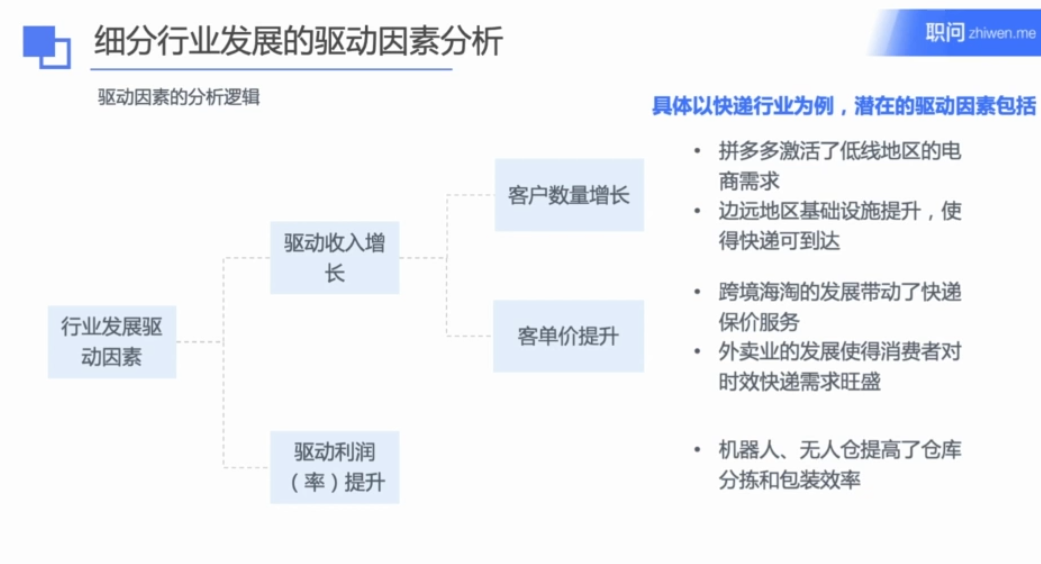 细分行业发展的驱动因素分析
职问 zhiwen.me
驱动因素的分析逻辑
具体以快递行业为例，潜在的驱动因素包括
行业发展驱
动因素
驱动收入增
长
驱动利润
（率）提升
客户数量增长
客单价提升
• 拼多多激活了低线地区的电
商需求
• 边远地区基础设施提升，使
得快递可到达
• 跨境海淘的发展带动了快递
保价服务
• 外卖业的发展使得消费者对
时效快递需求旺盛
• 机器人、无人仓提高了仓库
分拣和包装效率